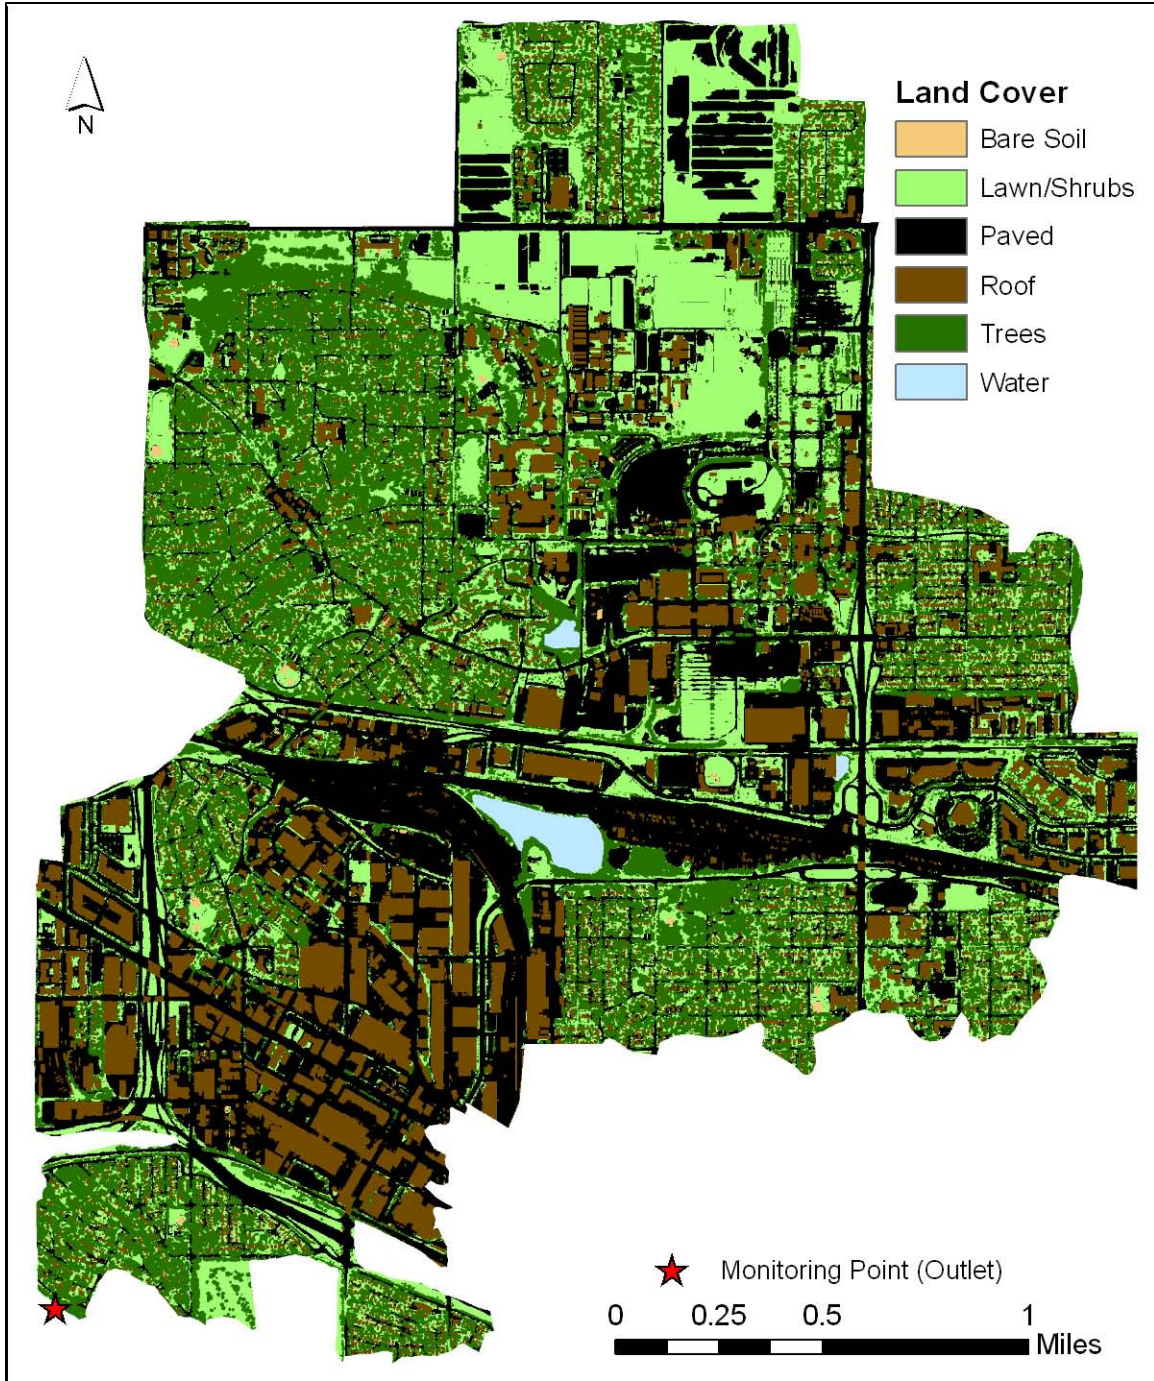 N
Land Cover
Bare Soil
Lawn/Shrubs
Paved
Roof
Trees
Water
Monitoring Point (Outlet)
0 0.25 0.5 1
Miles